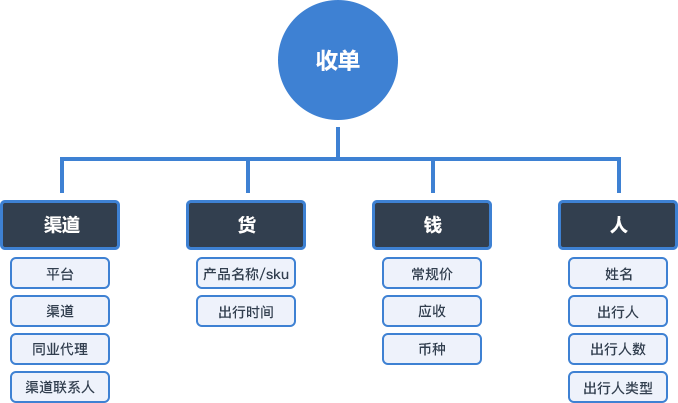 收单
渠道
平台
渠道
同业代理
渠道联系人
货
产品名称/sku
出行时间
钱
常规价
应收
币种
人
姓名
出行人
出行人数
出行人类型